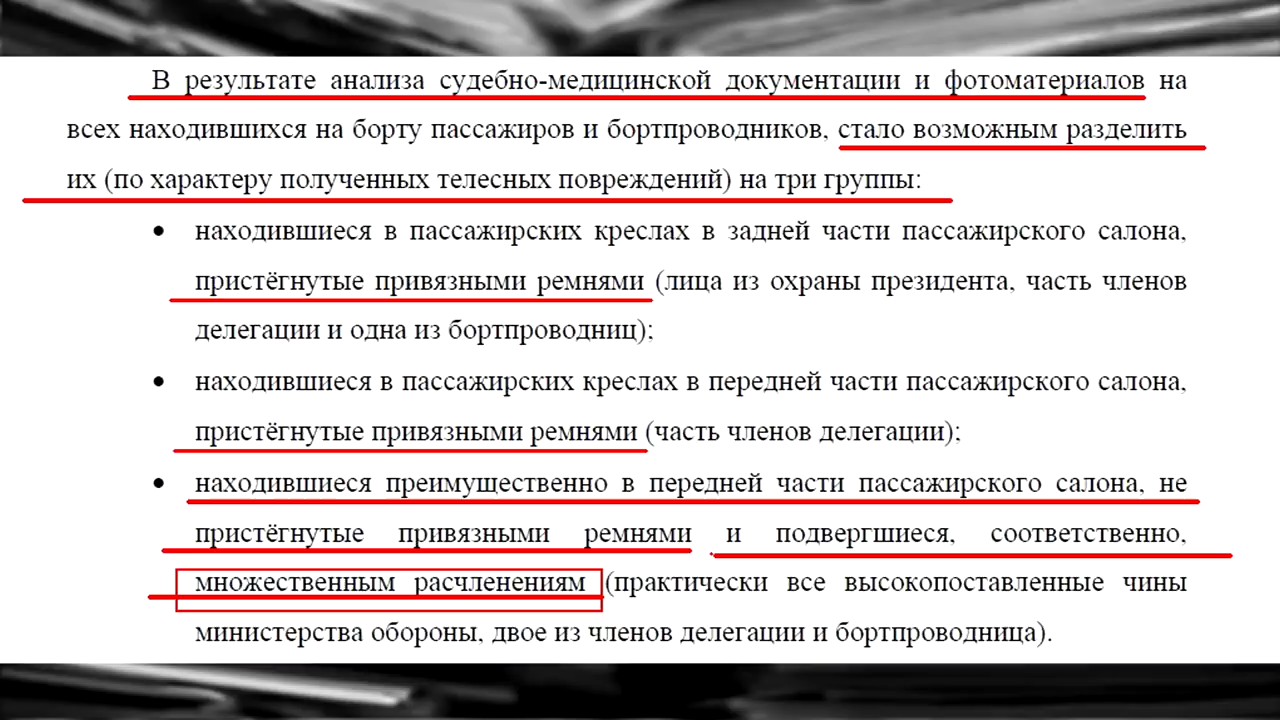 В результате анализа судебно-медицинской документации и фотоматериалов на
всех находившихся на борту пассажиров и бортпроводников, стало возможным разделить
их (по характеру полученных телесных повреждений) на три группы:
• находившиеся в пассажирских креслах в задней части пассажирского салона,
пристёгнутые привязными ремнями (лица из охраны президента, часть членов
делегации и одна из бортпроводниц);
• находившиеся в пассажирских креслах в передней части пассажирского салона,
пристёгнутые привязными ремнями (часть членов делегации);
• находившиеся преимущественно в передней части пассажирского салона, не
пристёгнутые привязными ремнями и подвергшиеся, соответственно,
множественным расчленениям (практически все высокопоставленные чины
министерства обороны, двое из членов делегации и бортпроводница).